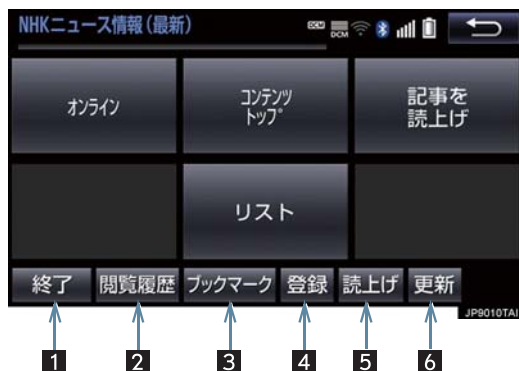 NHKニュース情報(最新)
DCM
DCM
オンライン
コンテンツ
トップ
記事を
読上げ
リスト
終了 閲覧履歴 ブックマーク 登録 読上げ 更新
JP9010TAI
1 2 3 4 5 6